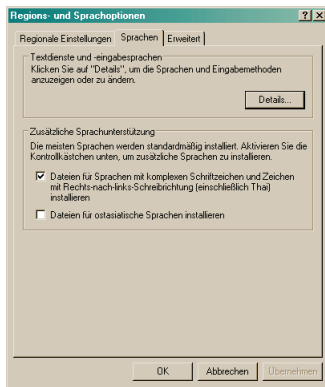 Regions- und Sprachoptionen
Regionale Einstellungen Sprachen Erweitert
Textdienste und -eingabesprachen
Klicken Sie auf "Details", um die Sprachen und Eingabemethoden
anzuzeigen oder zu ändern.
Details...
Zusätzliche Sprachunterstützung
Die meisten Sprachen werden standardmäßig installiert. Aktivieren Sie die
Kontrollkästchen unten, um zusätzliche Sprachen zu installieren.
Dateien für Sprachen mit komplexen Schriftzeichen und Zeichen
mit Rechts-nach-links-Schreibrichtung (einschließlich Thai)
installieren
Dateien für ostasiatische Sprachen installieren
OK Abbrechen Übernehmen